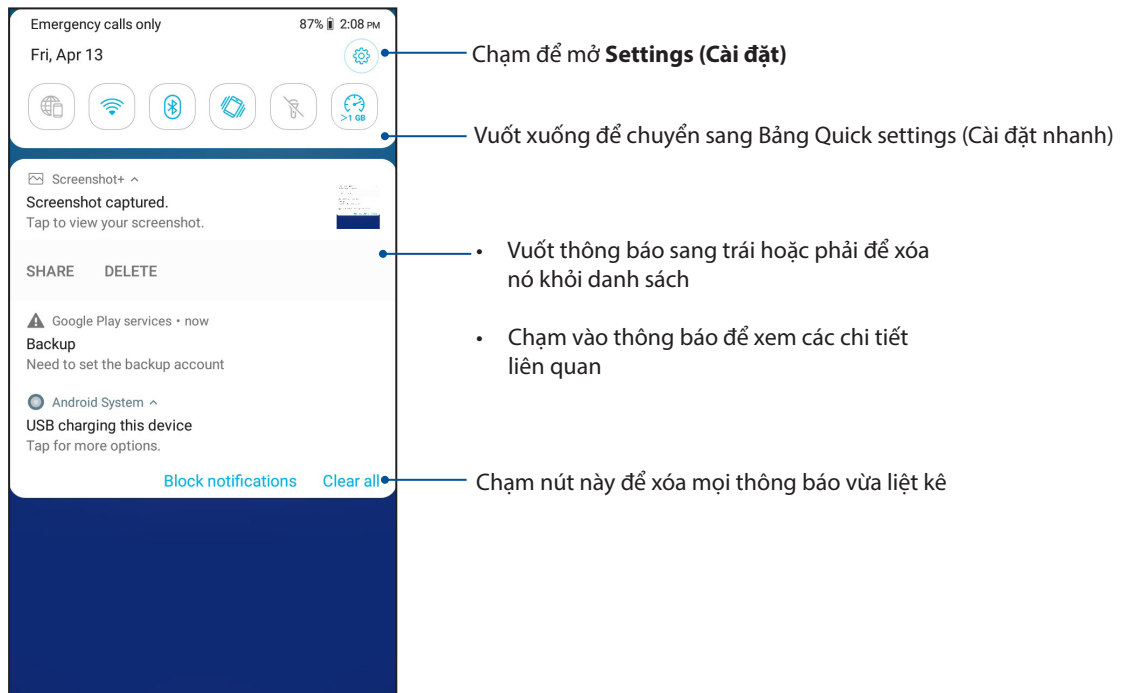 Emergency calls only 87% 2:08 PM
Fri, Apr 13
Chạm để mở Settings (Cài đặt)
>1 GB
Vuốt xuống để chuyển sang Bảng Quick settings (Cài đặt nhanh)
Screenshot+
Screenshot captured.
Tap to view your screenshot.
SHARE DELETE
• Vuốt thông báo sang trái hoặc phải để xóa
nó khỏi danh sách
• Chạm vào thông báo để xem các chi tiết
liên quan
Google Play services • now
Backup
Need to set the backup account
Android System
USB charging this device
Tap for more options.
Block notifications Clear all
Chạm nút này để xóa mọi thông báo vừa liệt kê